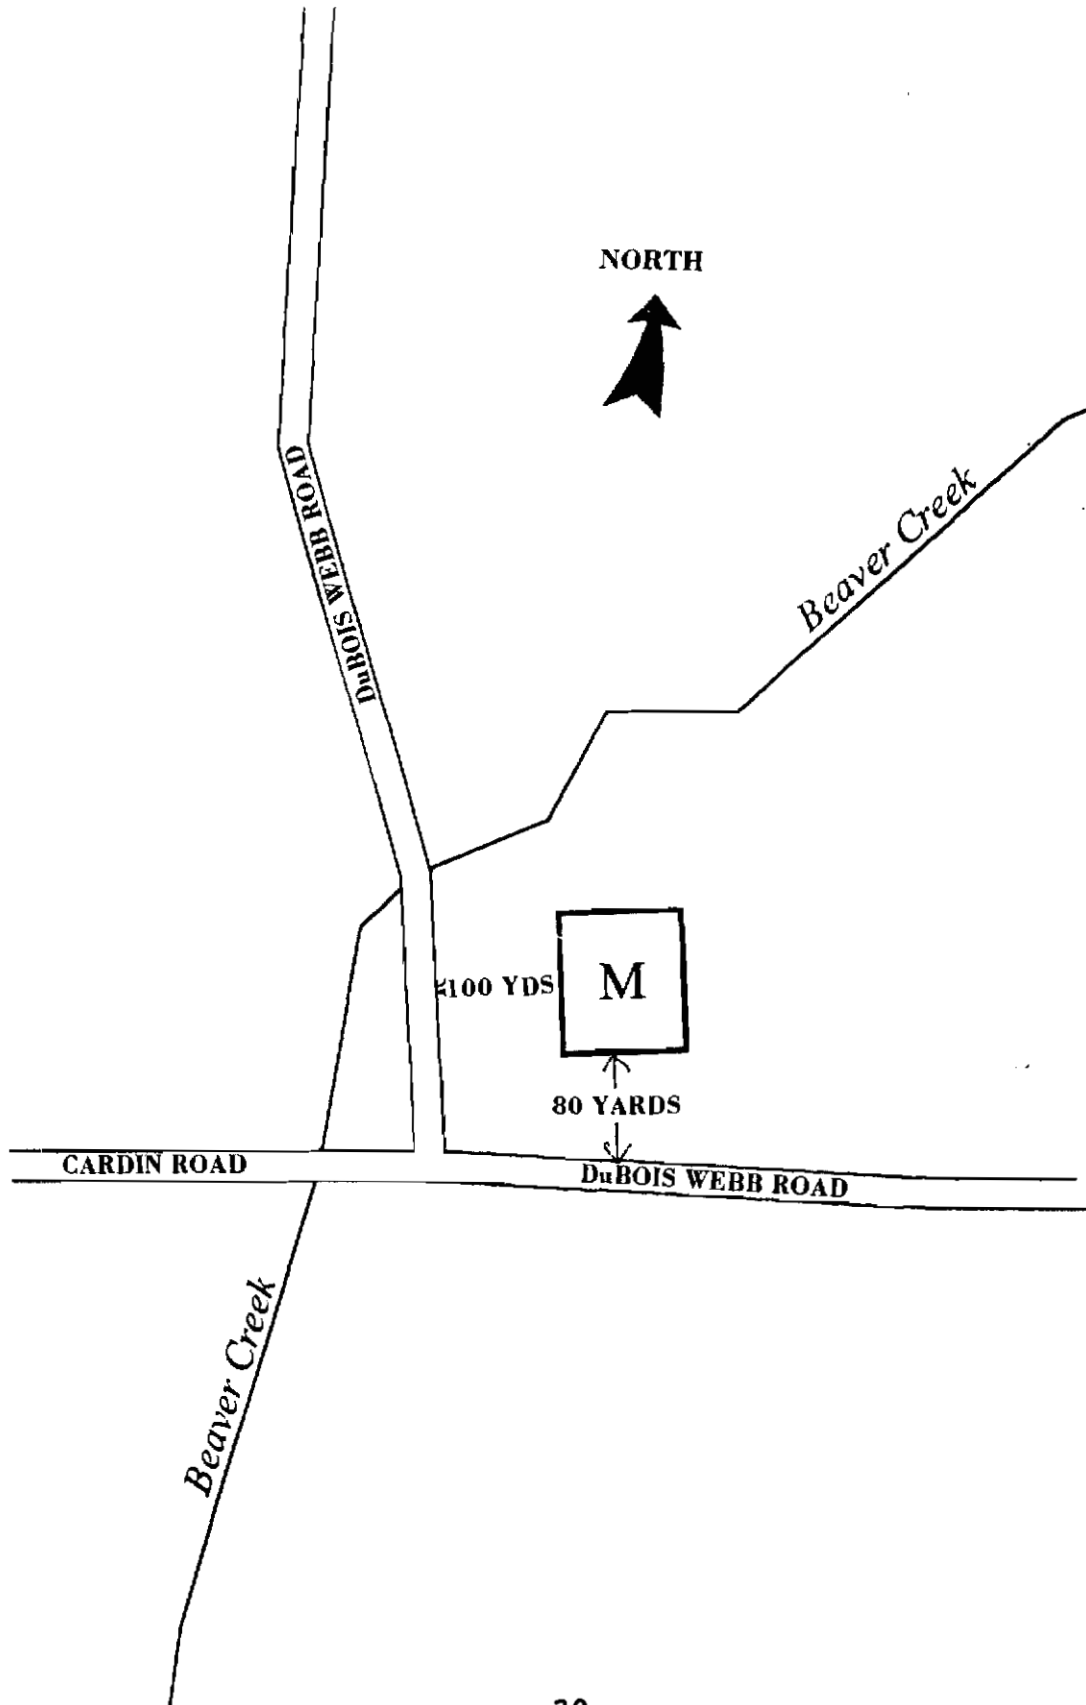 NORTH
DuBOIS WEBB ROAD
Beaver Creek
M
100 YDS
80 YARDS
CARDIN ROAD
DuBOIS WEBB ROAD
Beaver Creek